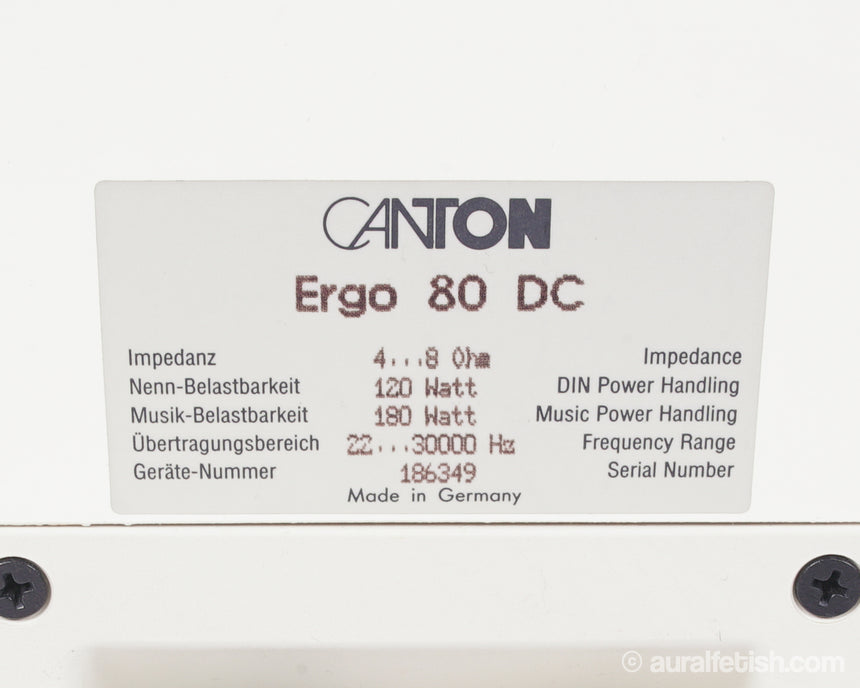 CANTON
Ergo 80 DC
Impedanz 4...8 Ohm Impedance
Nenn-Belastbarkeit 120 Watt DIN Power Handling
Musik-Belastbarkeit 180 Watt Music Power Handling
Übertragungsbereich 22...30000 Hz Frequency Range
Geräte-Nummer 186349 Serial Number
Made in Germany
© auralfetish.com